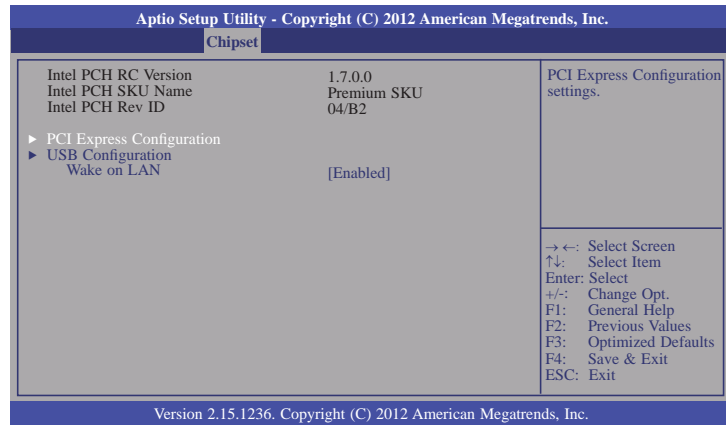 Aptio Setup Utility - Copyright (C) 2012 American Megatrends, Inc.
Chipset
Intel PCH RC Version 1.7.0.0
Intel PCH SKU Name Premium SKU
Intel PCH Rev ID 04/B2
► PCI Express Configuration
► USB Configuration
Wake on LAN [Enabled]
PCI Express Configuration
settings.
→←: Select Screen
↑↓: Select Item
Enter: Select
+/-: Change Opt.
F1: General Help
F2: Previous Values
F3: Optimized Defaults
F4: Save & Exit
ESC: Exit
Version 2.15.1236. Copyright (C) 2012 American Megatrends, Inc.